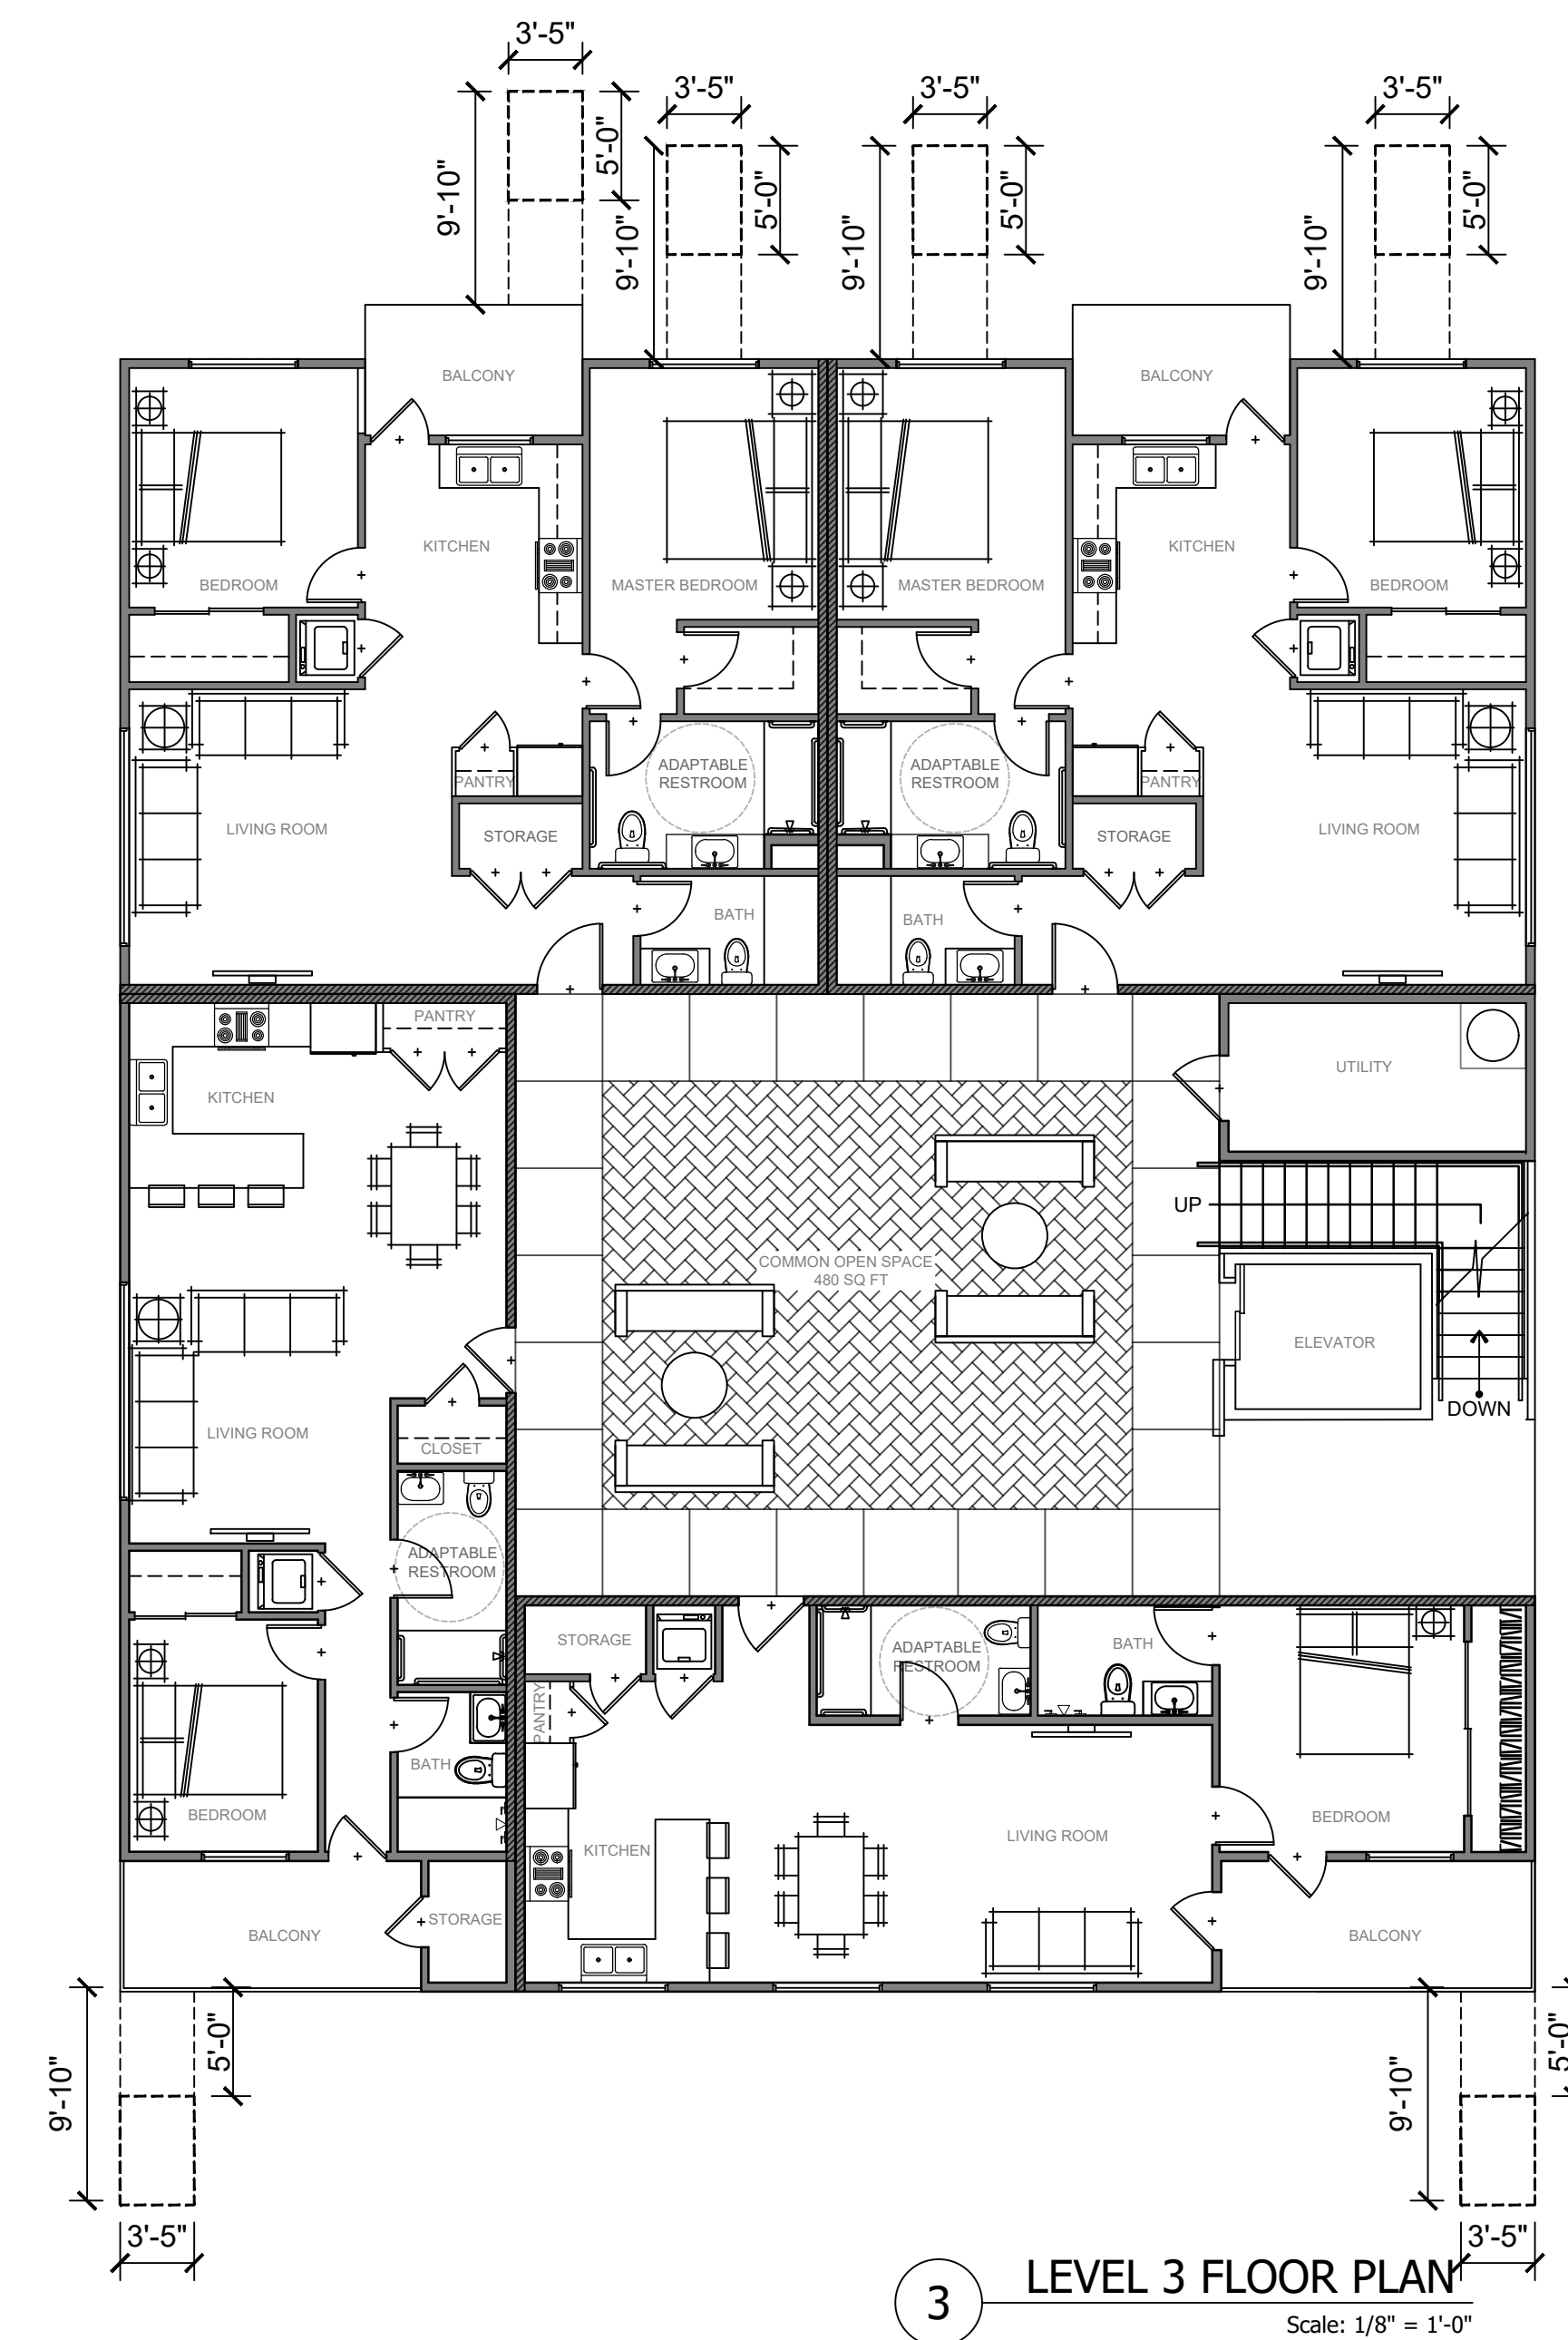 3'-5"
3'-5"
3'-5"
3'-5"
9'-10"
5'-0"
9'-10"
5'-0"
9'-10"
5'-0"
9'-10"
5'-0"
BALCONY
BALCONY
KITCHEN
KITCHEN
BEDROOM
MASTER BEDROOM
MASTER BEDROOM
BEDROOM
ADAPTABLE
RESTROOM
ADAPTABLE
RESTROOM
PANTRY
PANTRY
LIVING ROOM
STORAGE
STORAGE
LIVING ROOM
BATH
BATH
PANTRY
KITCHEN
UTILITY
UP
COMMON OPEN SPACE
480 SQ FT
ELEVATOR
DOWN
LIVING ROOM
CLOSET
ADAPTABLE
RESTROOM
STORAGE
ADAPTABLE
RESTROOM
BATH
PANTRY
BATH
BEDROOM
KITCHEN
LIVING ROOM
BEDROOM
STORAGE
BALCONY
BALCONY
9'-10"
5'-0"
9'-10"
5'-0"
3'-5"
3'-5"
3
LEVEL 3 FLOOR PLAN
Scale: 1/8" = 1'-0"